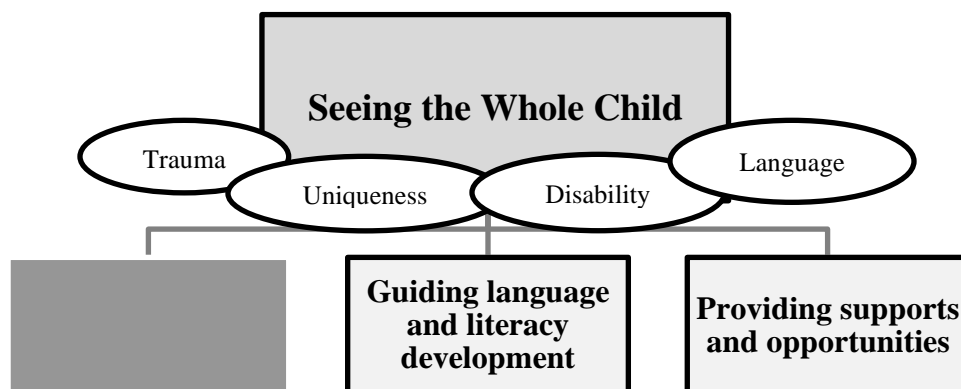 Seeing the Whole Child
Trauma
Uniqueness
Disability
Language
Guiding language
and literacy
development
Providing supports
and opportunities